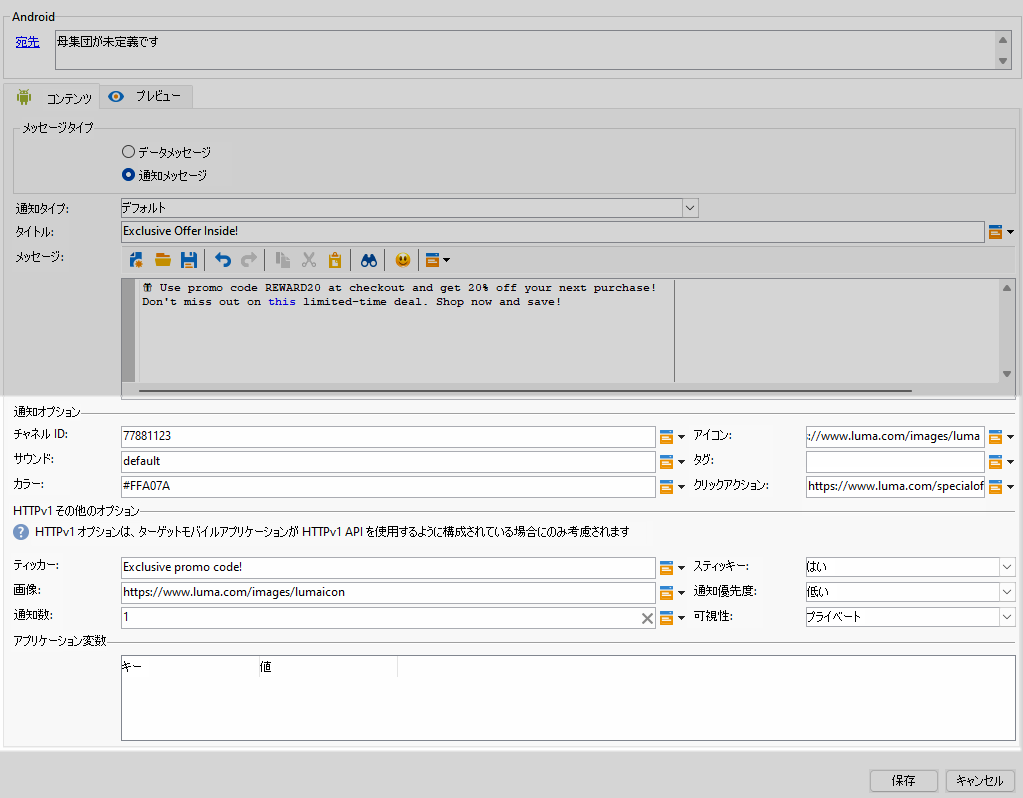 Android
宛先
母集団が未定義です
コンテンツ
プレビュー
メッセージタイプ
データメッセージ
通知メッセージ
通知タイプ:
デフォルト
タイトル:
Exclusive Offer Inside!
メッセージ:
Use promo code REWARD20 at checkout and get 20% off your next purchase!
Don't miss out on this limited-time deal. Shop now and save!
通知オプション
チャネル ID:
77881123
アイコン:
://www.luma.com/images/luma
サウンド:
default
タグ:
カラー:
#FFA07A
クリックアクション:
https://www.luma.com/specialof
HTTPv1 その他のオプション
? HTTPv1 オプションは、ターゲットモバイルアプリケーションが HTTPv1 API を使用するように構成されている場合にのみ考慮されます
ティッカー:
Exclusive promo code!
スティッキー:
はい
画像:
https://www.luma.com/images/lumaicon
通知優先度:
低い
通知数:
1
可視性:
プライベート
アプリケーション変数
キー
値
保存
キャンセル